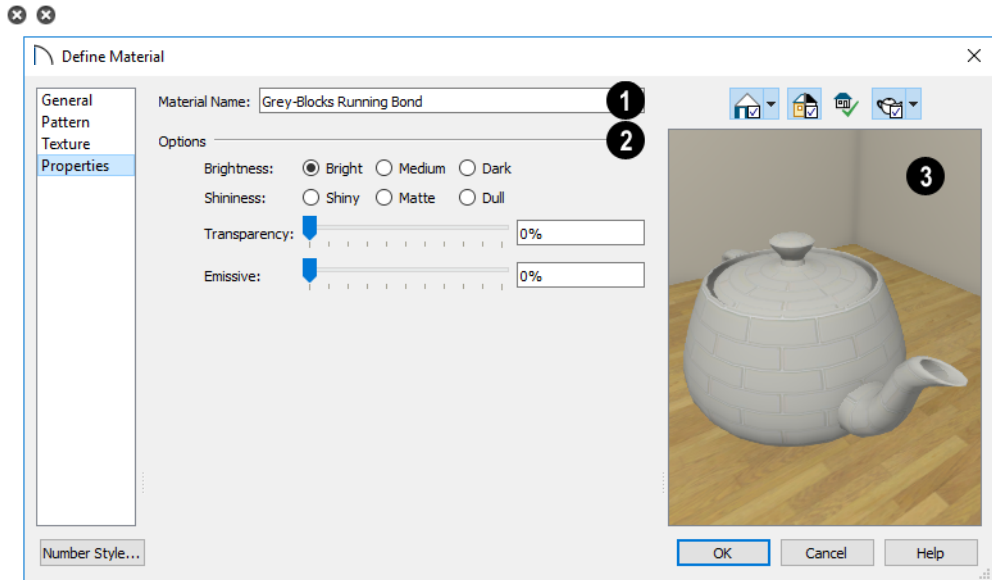 Define Material
General
Pattern
Texture
Properties
Material Name: Grey-Blocks Running Bond 1
Options 2
Brightness: Bright Medium Dark
Shininess: Shiny Matte Dull
Transparency: 0%
Emissive: 0%
3
Number Style...
OK Cancel Help